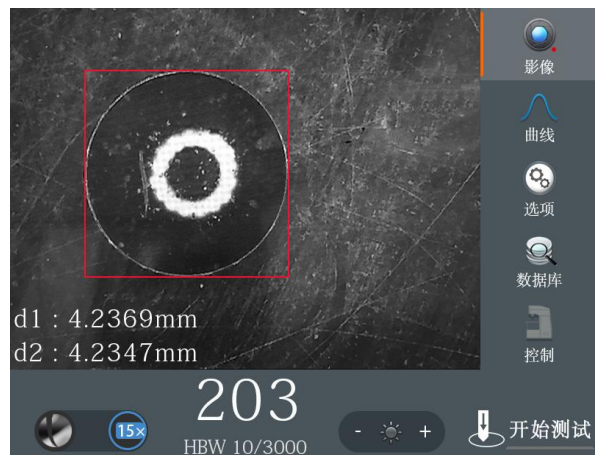 影像
曲线
选项
数据库
控制
d1 : 4.2369mm
d2 : 4.2347mm
15×
203
HBW 10/3000
- +
开始测试